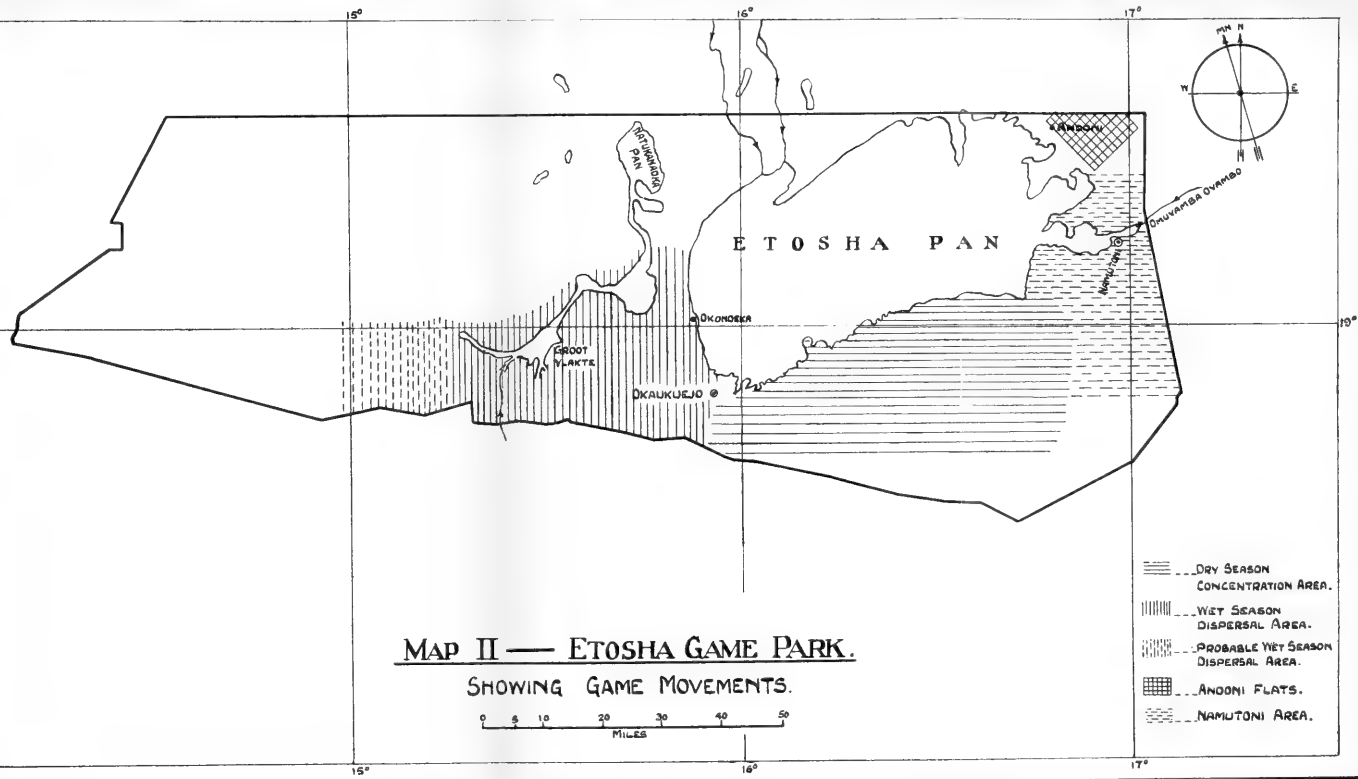 15°
16°
17°
MN N
W
E
ANDONI
NATUKANAOKA
PAN
OMUVAMBA OVAMBO
ETOSHA PAN
NAMUTONI
OKONDEKA
19°
GROOT
VLAKTE
OKAUKUEJO
DRY SEASON
CONCENTRATION AREA.
WET SEASON
DISPERSAL AREA.
PROBABLE WET SEASON
DISPERSAL AREA.
ANDONI FLATS.
NAMUTONI AREA.
MAP II — ETOSHA GAME PARK.
SHOWING GAME MOVEMENTS.
0 5 10 20 30 40 50
MILES
15°
16°
17°